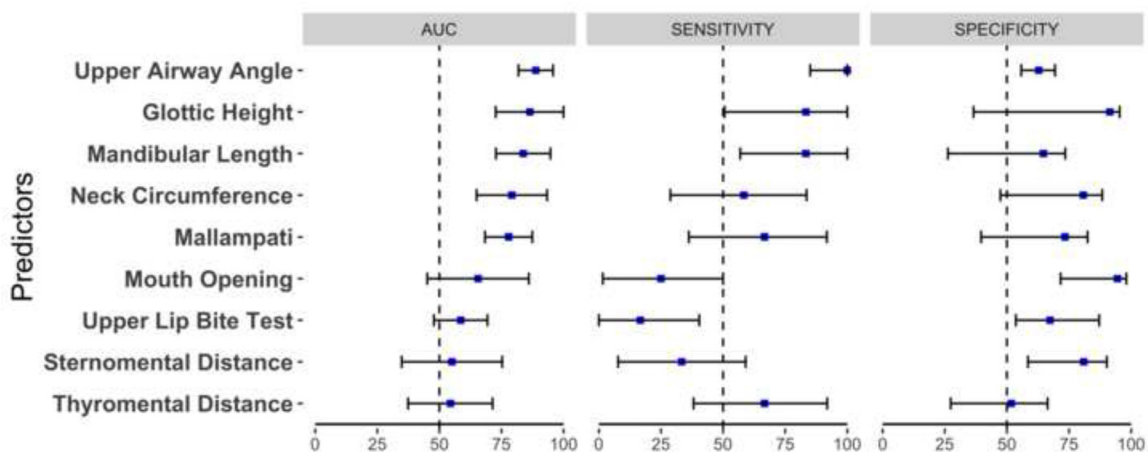 AUC SENSITIVITY SPECIFICITY
Predictors
Upper Airway Angle
Glottic Height
Mandibular Length
Neck Circumference
Mallampati
Mouth Opening
Upper Lip Bite Test
Sternomental Distance
Thyromental Distance
0 25 50 75 100 0 25 50 75 100 0 25 50 75 100